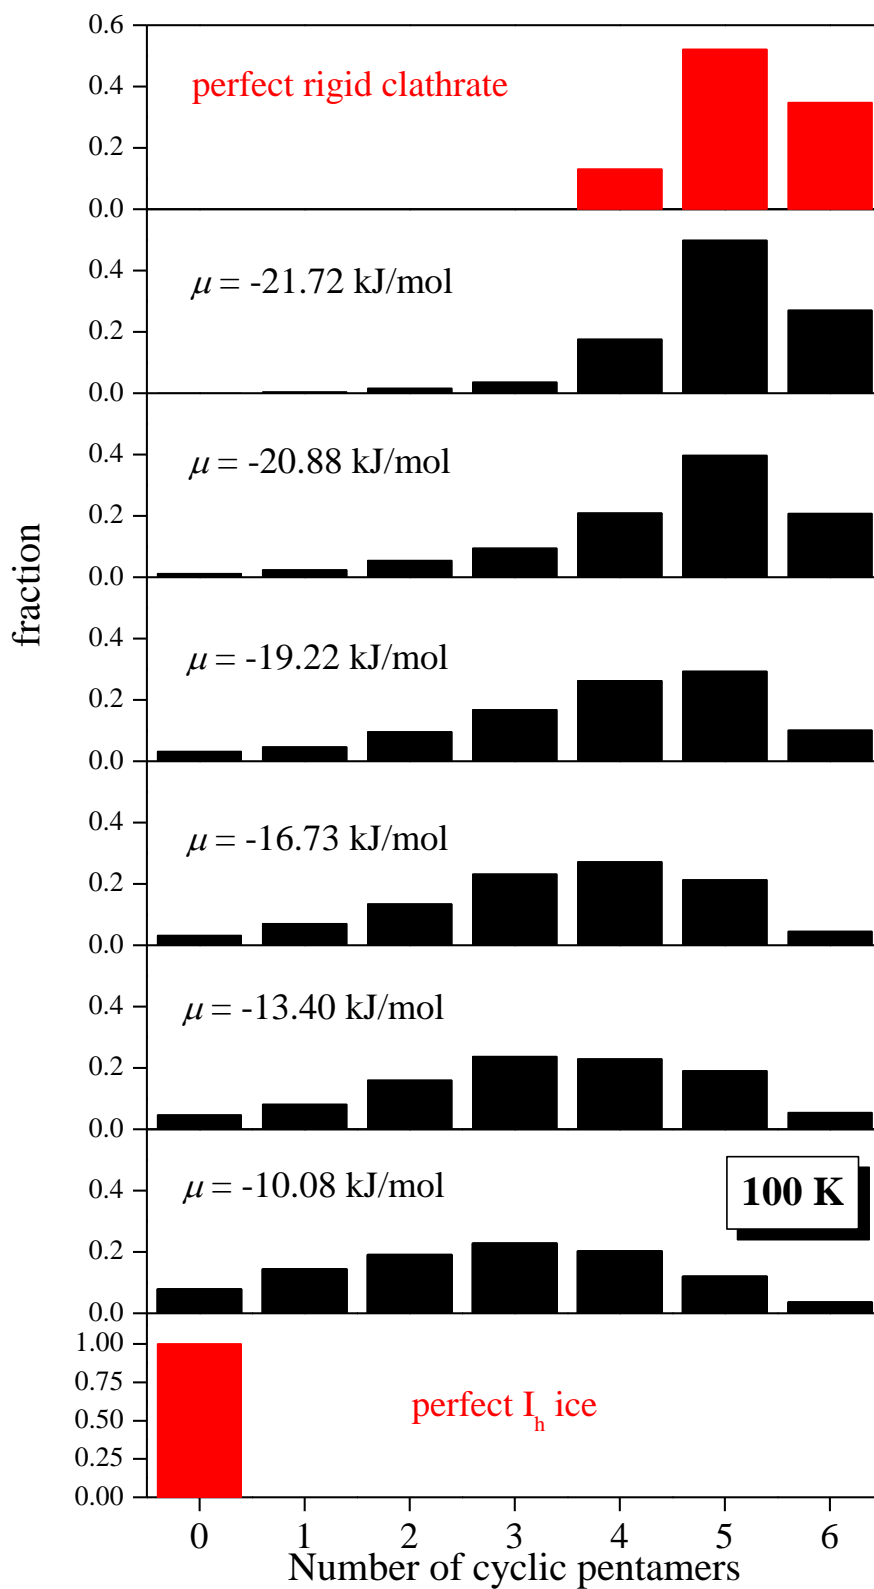 0.6
0.4
0.2
0.0
perfect rigid clathrate
0.4
0.2
0.0
μ = -21.72 kJ/mol
0.4
0.2
0.0
μ = -20.88 kJ/mol
fraction
0.4
0.2
0.0
μ = -19.22 kJ/mol
0.4
0.2
0.0
μ = -16.73 kJ/mol
0.4
0.2
0.0
μ = -13.40 kJ/mol
0.4
0.2
0.0
μ = -10.08 kJ/mol
100 K
1.00
0.75
0.50
0.25
0.00
perfect I_h ice
0 1 2 3 4 5 6
Number of cyclic pentamers